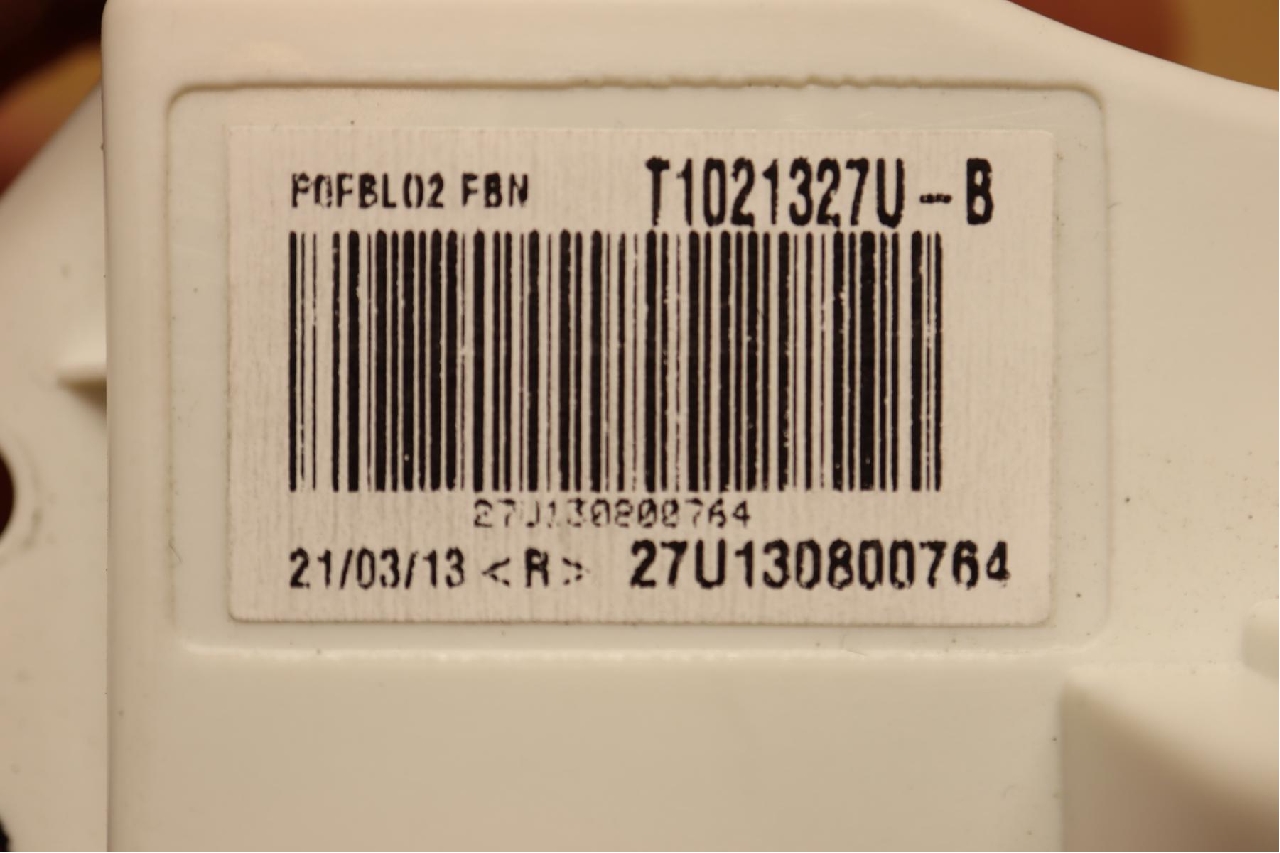 P0FBL02 FBN T1021327U-B
27U130800764
21/03/13 <R> 27U130800764